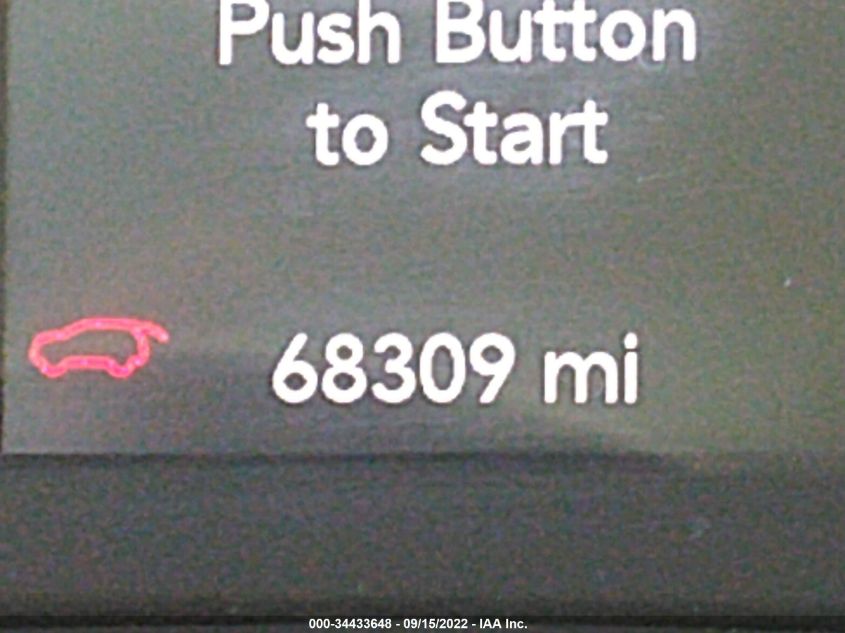 Push Button
to Start
68309 mi
000-34433648 - 09/15/2022 - IAA Inc.